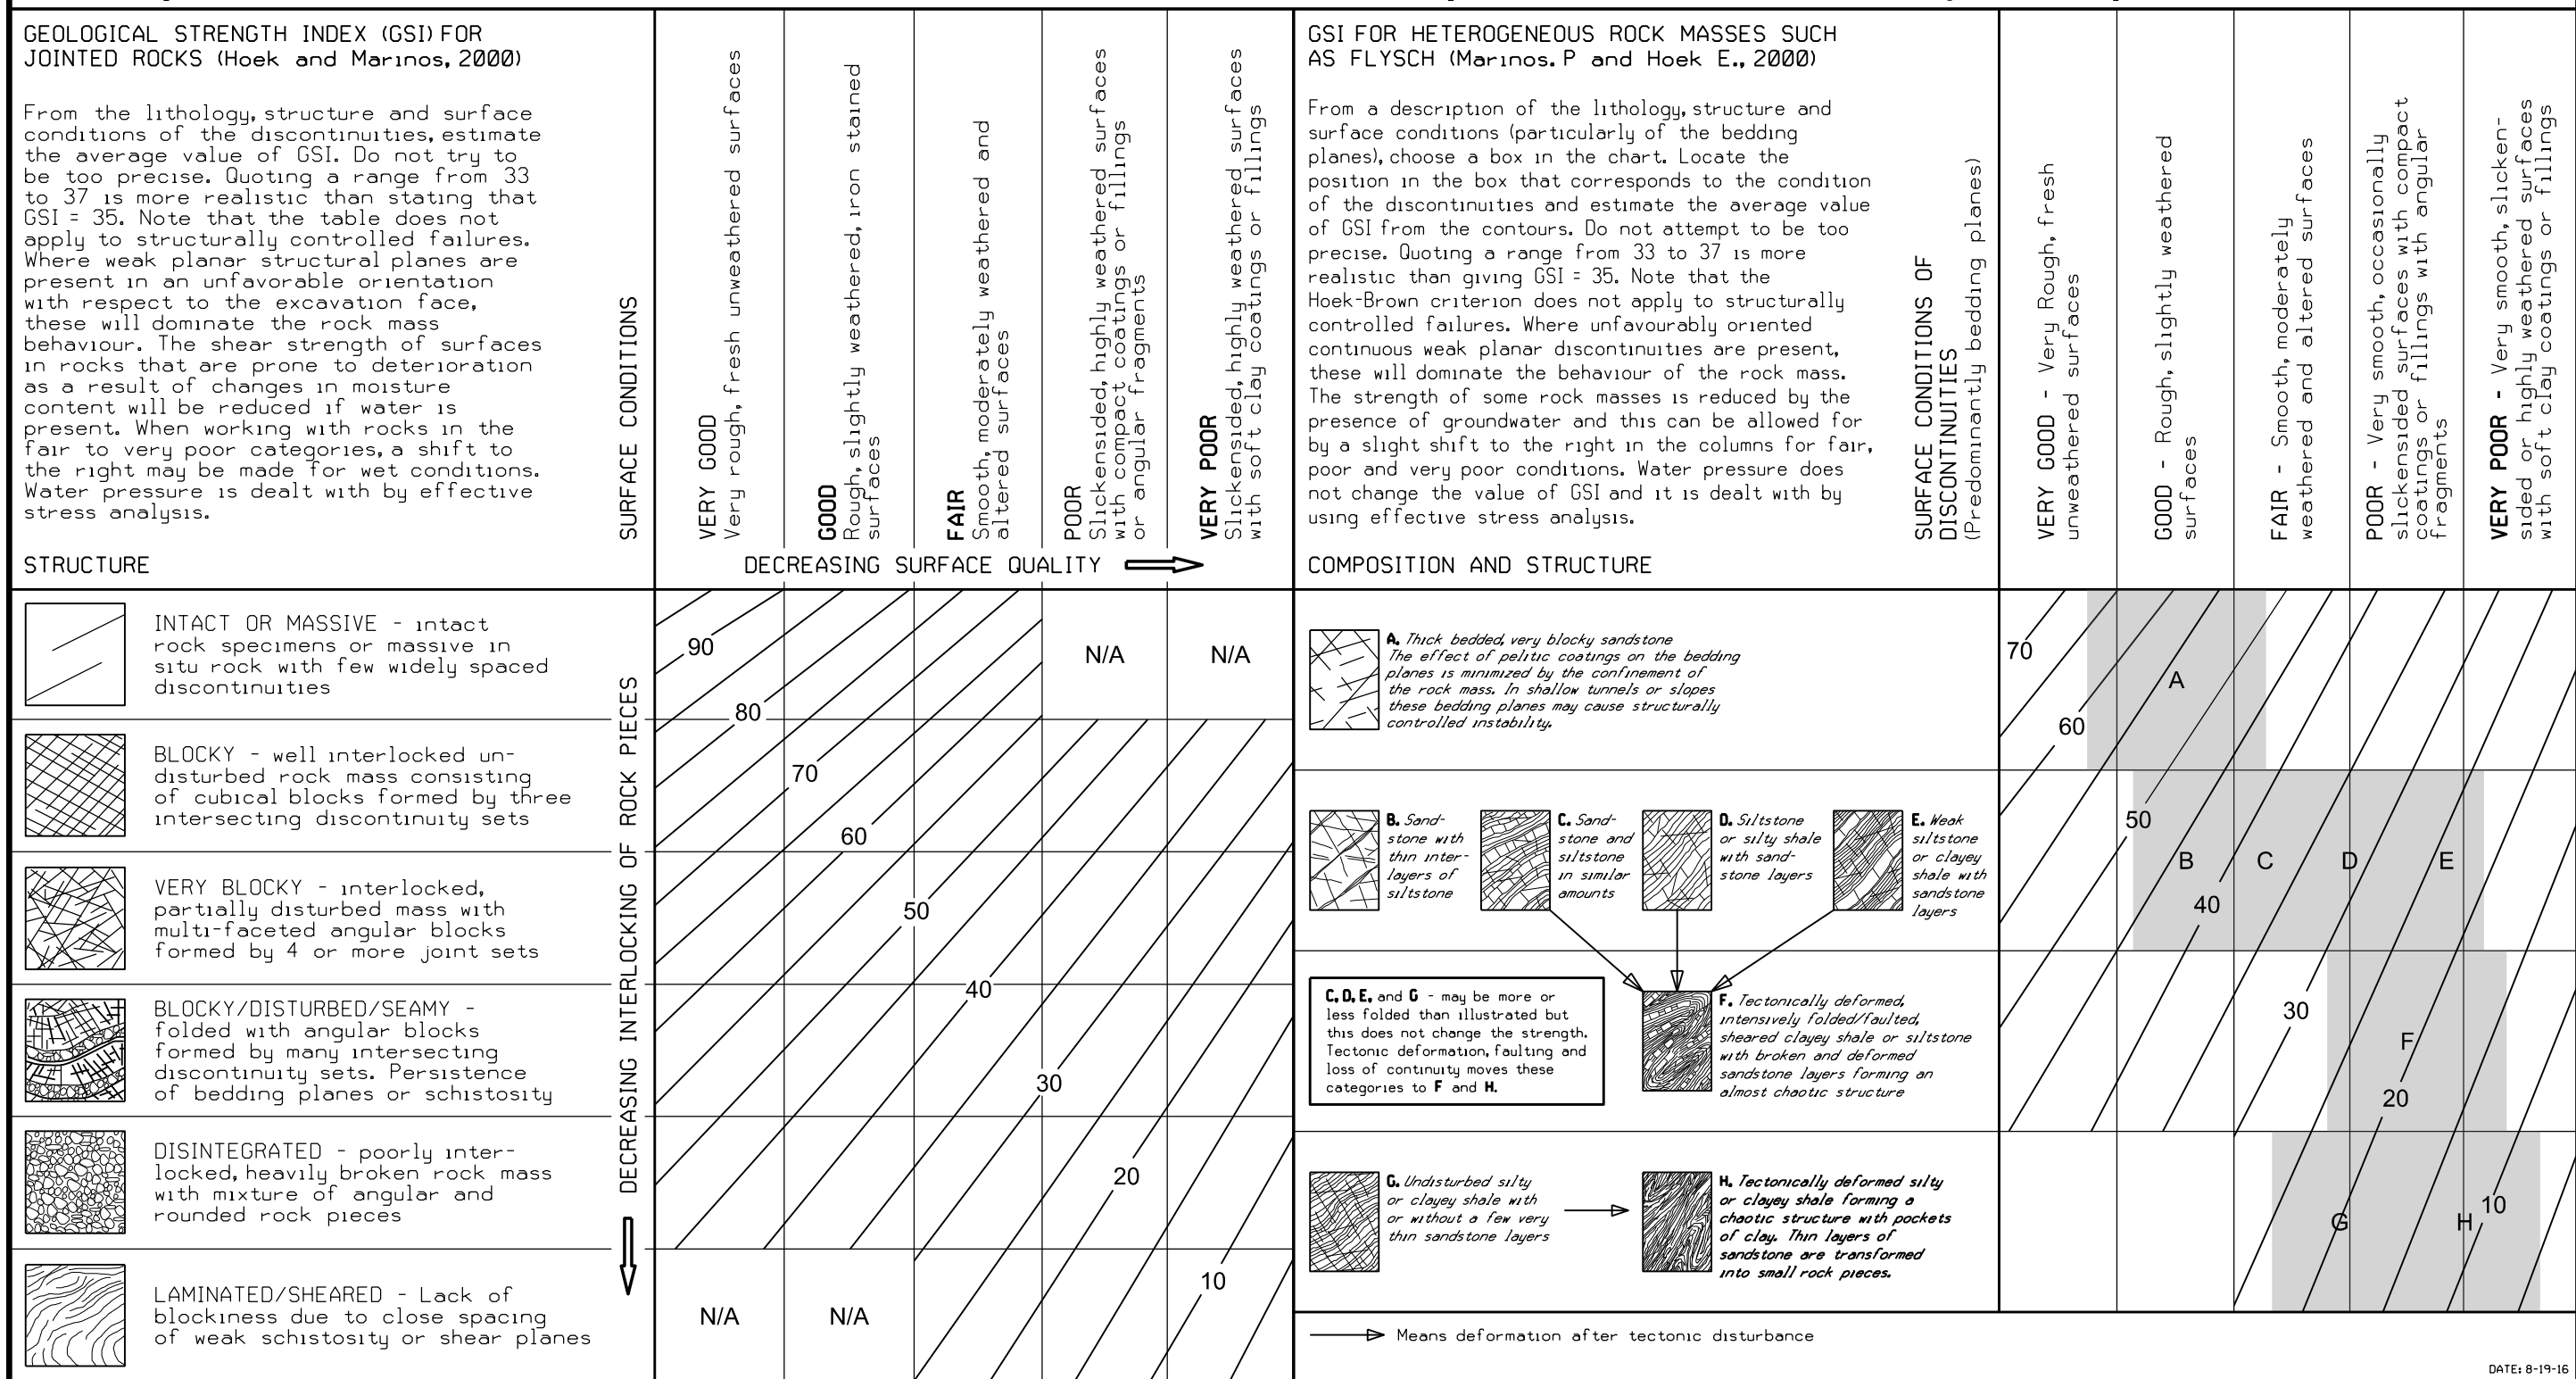 GEOLOGICAL STRENGTH INDEX (GSI) FOR
JOINTED ROCKS (Hoek and Marinos, 2000)
From the lithology, structure and surface
conditions of the discontinuities, estimate
the average value of GSI. Do not try to
be too precise. Quoting a range from 33
to 37 is more realistic than stating that
GSI = 35. Note that the table does not
apply to structurally controlled failures.
Where weak planar structural planes are
present in an unfavorable orientation
with respect to the excavation face,
these will dominate the rock mass
behaviour. The shear strength of surfaces
in rocks that are prone to deterioration
as a result of changes in moisture
content will be reduced if water is
present. When working with rocks in the
fair to very poor categories, a shift to
the right may be made for wet conditions.
Water pressure is dealt with by effective
stress analysis.
STRUCTURE
SURFACE CONDITIONS
VERY GOOD
Very rough, fresh unweathered surfaces
GOOD
Rough, slightly weathered, iron stained
surfaces
FAIR
Smooth, moderately weathered and
altered surfaces
POOR
Slickensided, highly weathered surfaces
with compact coatings or fillings
or angular fragments
VERY POOR
Slickensided, highly weathered surfaces
with soft clay coatings or fillings
DECREASING SURFACE QUALITY
DECREASING INTERLOCKING OF ROCK PIECES
INTACT OR MASSIVE - intact
rock specimens or massive in
situ rock with few widely spaced
discontinuities
BLOCKY - well interlocked un-
disturbed rock mass consisting
of cubical blocks formed by three
intersecting discontinuity sets
VERY BLOCKY - interlocked,
partially disturbed mass with
multi-faceted angular blocks
formed by 4 or more joint sets
BLOCKY/DISTURBED/SEAMY -
folded with angular blocks
formed by many intersecting
discontinuity sets. Persistence
of bedding planes or schistosity
DISINTEGRATED - poorly inter-
locked, heavily broken rock mass
with mixture of angular and
rounded rock pieces
LAMINATED/SHEARED - Lack of
blockiness due to close spacing
of weak schistosity or shear planes
90
80
70
60
50
40
30
20
10
N/A
N/A
N/A
N/A
GSI FOR HETEROGENEOUS ROCK MASSES SUCH
AS FLYSCH (Marinos. P and Hoek E., 2000)
From a description of the lithology, structure and
surface conditions (particularly of the bedding
planes), choose a box in the chart. Locate the
position in the box that corresponds to the condition
of the discontinuities and estimate the average value
of GSI from the contours. Do not attempt to be too
precise. Quoting a range from 33 to 37 is more
realistic than giving GSI = 35. Note that the
Hoek-Brown criterion does not apply to structurally
controlled failures. Where unfavourably oriented
continuous weak planar discontinuities are present,
these will dominate the behaviour of the rock mass.
The strength of some rock masses is reduced by the
presence of groundwater and this can be allowed for
by a slight shift to the right in the columns for fair,
poor and very poor conditions. Water pressure does
not change the value of GSI and it is dealt with by
using effective stress analysis.
COMPOSITION AND STRUCTURE
SURFACE CONDITIONS OF
DISCONTINUITIES
(Predominantly bedding planes)
VERY GOOD - Very Rough, fresh
unweathered surfaces
GOOD - Rough, slightly weathered
surfaces
FAIR - Smooth, moderately
weathered and altered surfaces
POOR - Very smooth, occasionally
slickensided surfaces with compact
coatings or fillings with angular
fragments
VERY POOR - Very smooth, slicken-
sided or highly weathered surfaces
with soft clay coatings or fillings
A. Thick bedded, very blocky sandstone
The effect of pelitic coatings on the bedding
planes is minimized by the confinement of
the rock mass. In shallow tunnels or slopes
these bedding planes may cause structurally
controlled instability.
B. Sand-
stone with
thin inter-
layers of
siltstone
C. Sand-
stone and
siltstone
in similar
amounts
D. Siltstone
or silty shale
with sand-
stone layers
E. Weak
siltstone
or clayey
shale with
sandstone
layers
C, D, E, and G - may be more or
less folded than illustrated but
this does not change the strength.
Tectonic deformation, faulting and
loss of continuity moves these
categories to F and H.
F. Tectonically deformed,
intensively folded/faulted,
sheared clayey shale or siltstone
with broken and deformed
sandstone layers forming an
almost chaotic structure
G. Undisturbed silty
or clayey shale with
or without a few very
thin sandstone layers
H. Tectonically deformed silty
or clayey shale forming a
chaotic structure with pockets
of clay. Thin layers of
sandstone are transformed
into small rock pieces.
70
60
A
50
B
C
D
E
40
30
F
20
G
H
10
Means deformation after tectonic disturbance
DATE: 8-19-16